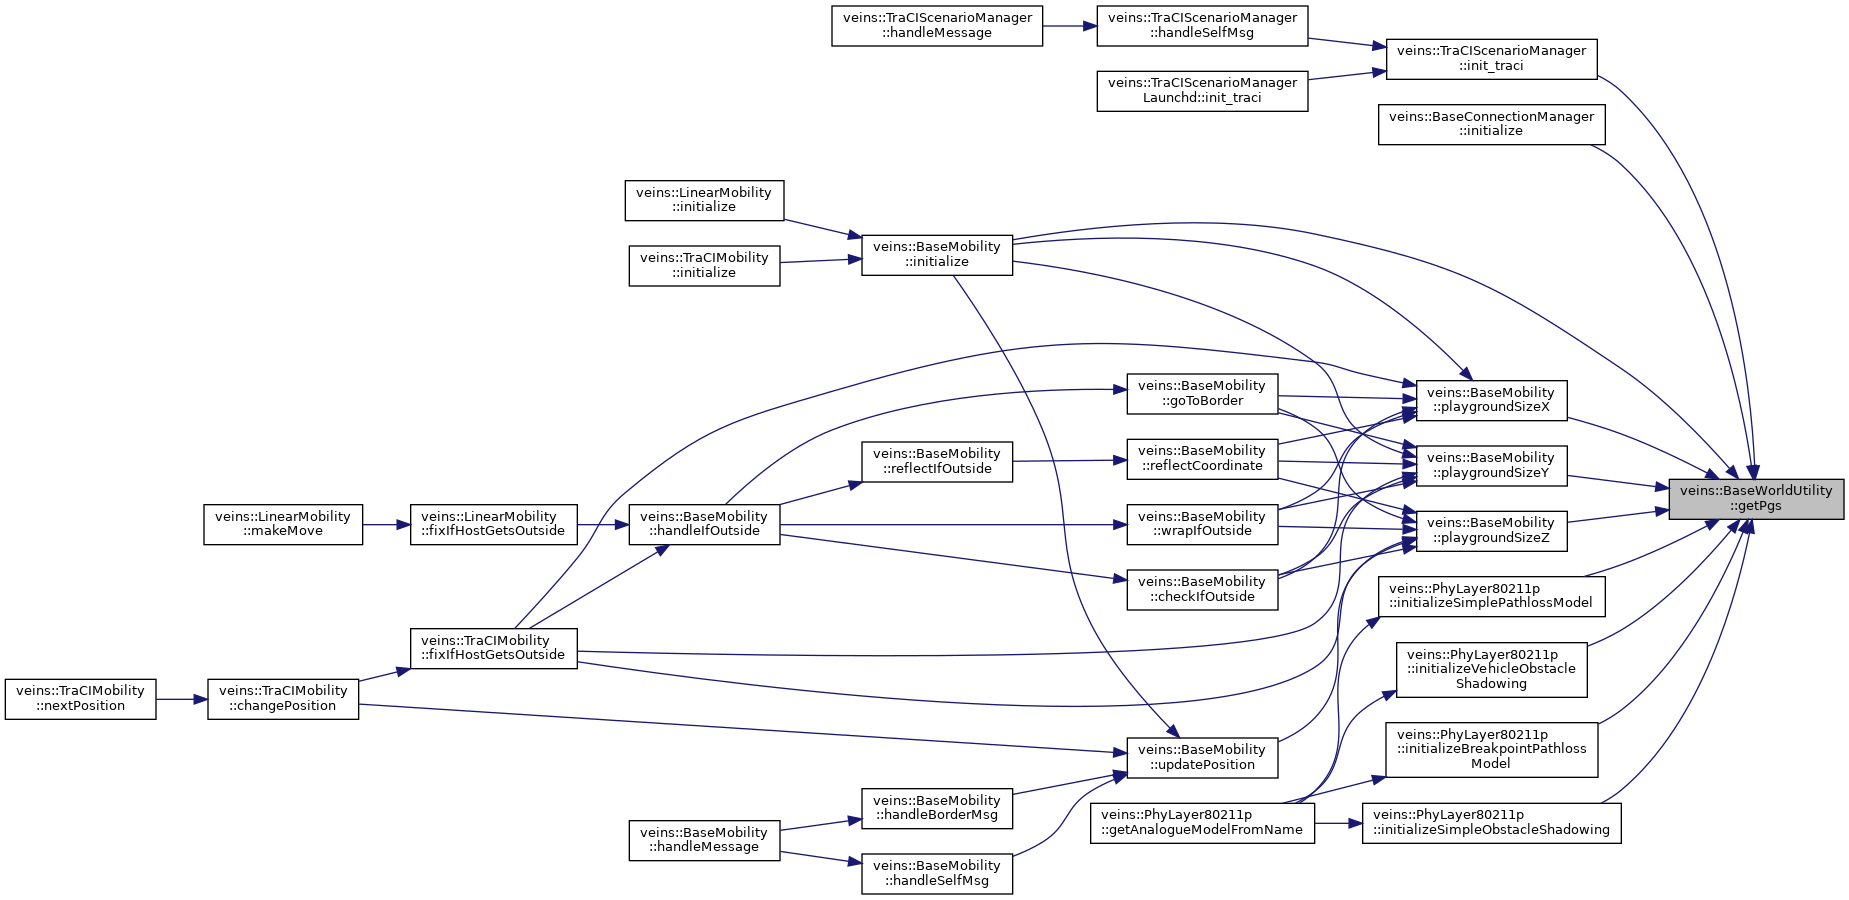 veins::TraCIScenarioManager
::handleMessage
veins::TraCIScenarioManager
::handleSelfMsg
veins::TraCIScenarioManager
::init_traci
veins::TraCIScenarioManager
Launchd::init_traci
veins::BaseConnectionManager
::initialize
veins::LinearMobility
::initialize
veins::BaseMobility
::initialize
veins::TraCIMobility
::initialize
veins::BaseMobility
::goToBorder
veins::BaseMobility
::playgroundSizeX
veins::BaseMobility
::reflectIfOutside
veins::BaseMobility
::reflectCoordinate
veins::BaseMobility
::playgroundSizeY
veins::BaseWorldUtility
::getPgs
veins::LinearMobility
::makeMove
veins::LinearMobility
::fixIfHostGetsOutside
veins::BaseMobility
::handleIfOutside
veins::BaseMobility
::wrapIfOutside
veins::BaseMobility
::playgroundSizeZ
veins::BaseMobility
::checkIfOutside
veins::PhyLayer80211p
::initializeSimplePathlossModel
veins::TraCIMobility
::fixIfHostGetsOutside
veins::PhyLayer80211p
::initializeVehicleObstacle
Shadowing
veins::TraCIMobility
::nextPosition
veins::TraCIMobility
::changePosition
veins::BaseMobility
::updatePosition
veins::PhyLayer80211p
::initializeBreakpointPathloss
Model
veins::BaseMobility
::handleBorderMsg
veins::PhyLayer80211p
::getAnalogueModelFromName
veins::PhyLayer80211p
::initializeSimpleObstacleShadowing
veins::BaseMobility
::handleMessage
veins::BaseMobility
::handleSelfMsg